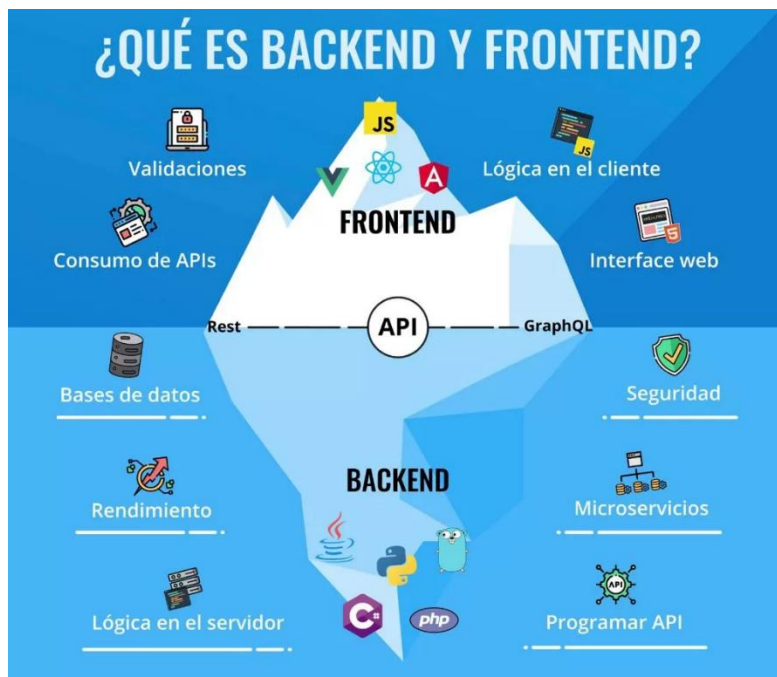 ¿QUÉ ES BACKEND Y FRONTEND?
JS
Validaciones
JS
Lógica en el cliente
FRONTEND
Consumo de APIs
Interface web
Rest
API
GraphQL
Bases de datos
Seguridad
BACKEND
Rendimiento
Microservicios
Lógica en el servidor
C#
php
API
Programar API